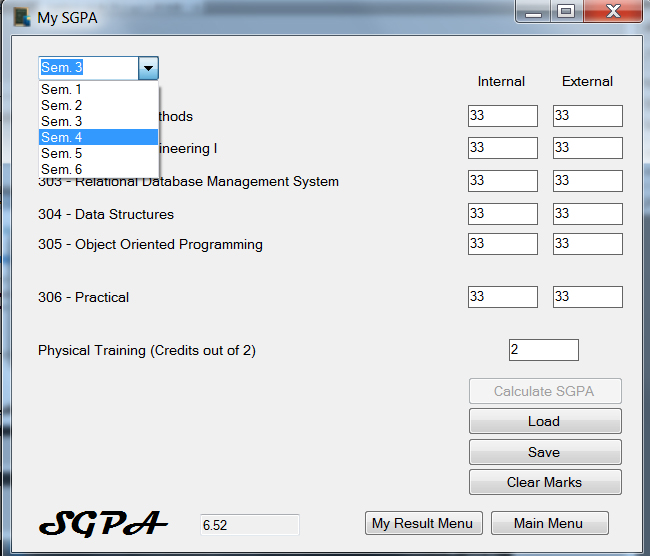 My SGPA
Sem. 3
Internal External
Sem. 1
Sem. 2
Sem. 3
Sem. 4
Sem. 5
Sem. 6
thods 33 33
ineering I 33 33
303 - Relational Database Management System 33 33
304 - Data Structures 33 33
305 - Object Oriented Programming 33 33
306 - Practical 33 33
Physical Training (Credits out of 2) 2
Calculate SGPA
Load
Save
Clear Marks
SGPA 6.52 My Result Menu Main Menu